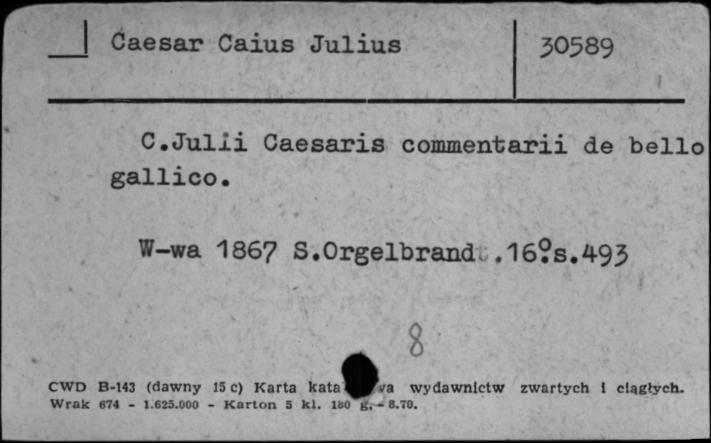 Caesar Caius Julius 30589
C.Julii Caesaris commentarii de bello
gallico.
W-wa 1867 S.Orgelbrand .16° s.493
8
CWD B-143 (dawny 15 c) Karta kata wydawnictw zwartych i ciągłych.
Wrak 674 - 1.625.000 - Karton 5 kl. 180 g. - 8.70.